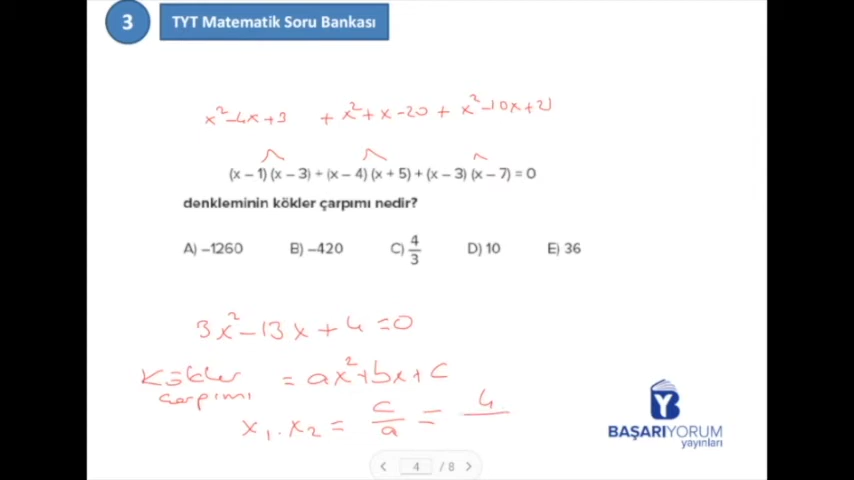 3
TYT Matematik Soru Bankası
x²-4x+3 + x²+x-20 + x²-10x+21
(x – 1) (x – 3) + (x – 4) (x + 5) + (x – 3) (x – 7) = 0
denkleminin kökler çarpımı nedir?
A) –1260 B) –420 C) 4/3 D) 10 E) 36
3x²-13x+4=0
Kökler çarpımı = ax²+bx+c
x₁.x₂ = c/a = 4/
BAŞARIYORUM
yayınları
4 / 8